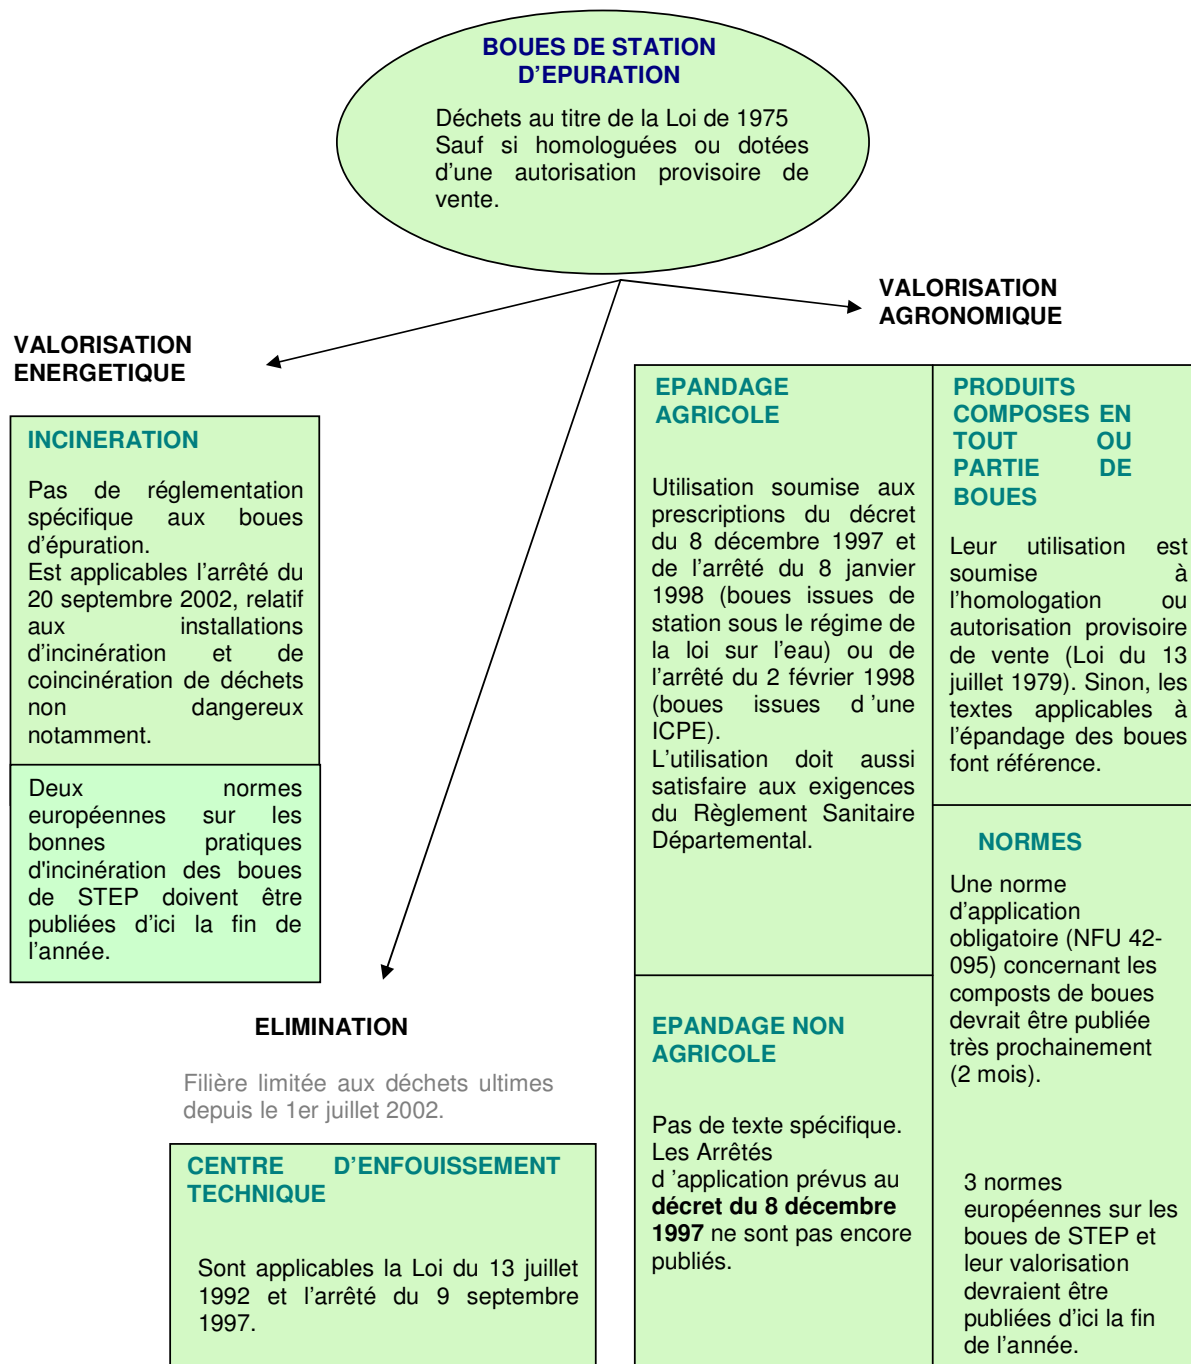 BOUES DE STATION
D'EPURATION
Déchets au titre de la Loi de 1975
Sauf si homologuées ou dotées
d'une autorisation provisoire de
vente.
VALORISATION
ENERGETIQUE
INCINERATION
Pas de réglementation
spécifique aux boues
d'épuration.
Est applicables l'arrêté du
20 septembre 2002, relatif
aux installations
d'incinération et de
coincinération de déchets
non dangereux
notamment.
Deux normes
européennes sur les
bonnes pratiques
d'incinération des boues
de STEP doivent être
publiées d'ici la fin de
l'année.
ELIMINATION
Filière limitée aux déchets ultimes
depuis le 1er juillet 2002.
CENTRE D'ENFOUISSEMENT
TECHNIQUE
Sont applicables la Loi du 13 juillet
1992 et l'arrêté du 9 septembre
1997.
VALORISATION
AGRONOMIQUE
EPANDAGE
AGRICOLE
Utilisation soumise aux
prescriptions du décret
du 8 décembre 1997 et
de l'arrêté du 8 janvier
1998 (boues issues de
station sous le régime de
la loi sur l'eau) ou de
l'arrêté du 2 février 1998
(boues issues d 'une
ICPE).
L'utilisation doit aussi
satisfaire aux exigences
du Règlement Sanitaire
Départemental.
EPANDAGE NON
AGRICOLE
Pas de texte spécifique.
Les Arrêtés
d 'application prévus au
décret du 8 décembre
1997 ne sont pas encore
publiés.
PRODUITS
COMPOSES EN
TOUT OU
PARTIE DE
BOUES
Leur utilisation est
soumise à
l'homologation ou
autorisation provisoire
de vente (Loi du 13
juillet 1979). Sinon, les
textes applicables à
l'épandage des boues
font référence.
NORMES
Une norme
d'application
obligatoire (NFU 42-
095) concernant les
composts de boues
devrait être publiée
très prochainement
(2 mois).
3 normes
européennes sur les
boues de STEP et
leur valorisation
devraient être
publiées d'ici la fin
de l'année.